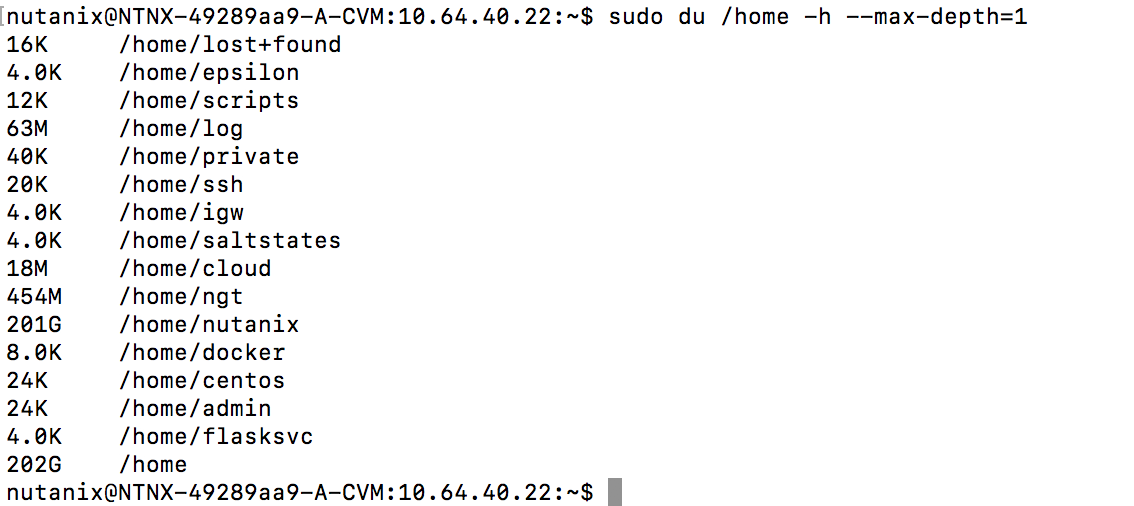 [nutanix@NTNX-49289aa9-A-CVM:10.64.40.22:~$ sudo du /home -h --max-depth=1
16K     /home/lost+found
4.0K    /home/epsilon
12K     /home/scripts
63M     /home/log
40K     /home/private
20K     /home/ssh
4.0K    /home/igw
4.0K    /home/saltstates
18M     /home/cloud
454M    /home/ngt
201G    /home/nutanix
8.0K    /home/docker
24K     /home/centos
24K     /home/admin
4.0K    /home/flasksvc
202G    /home
nutanix@NTNX-49289aa9-A-CVM:10.64.40.22:~$